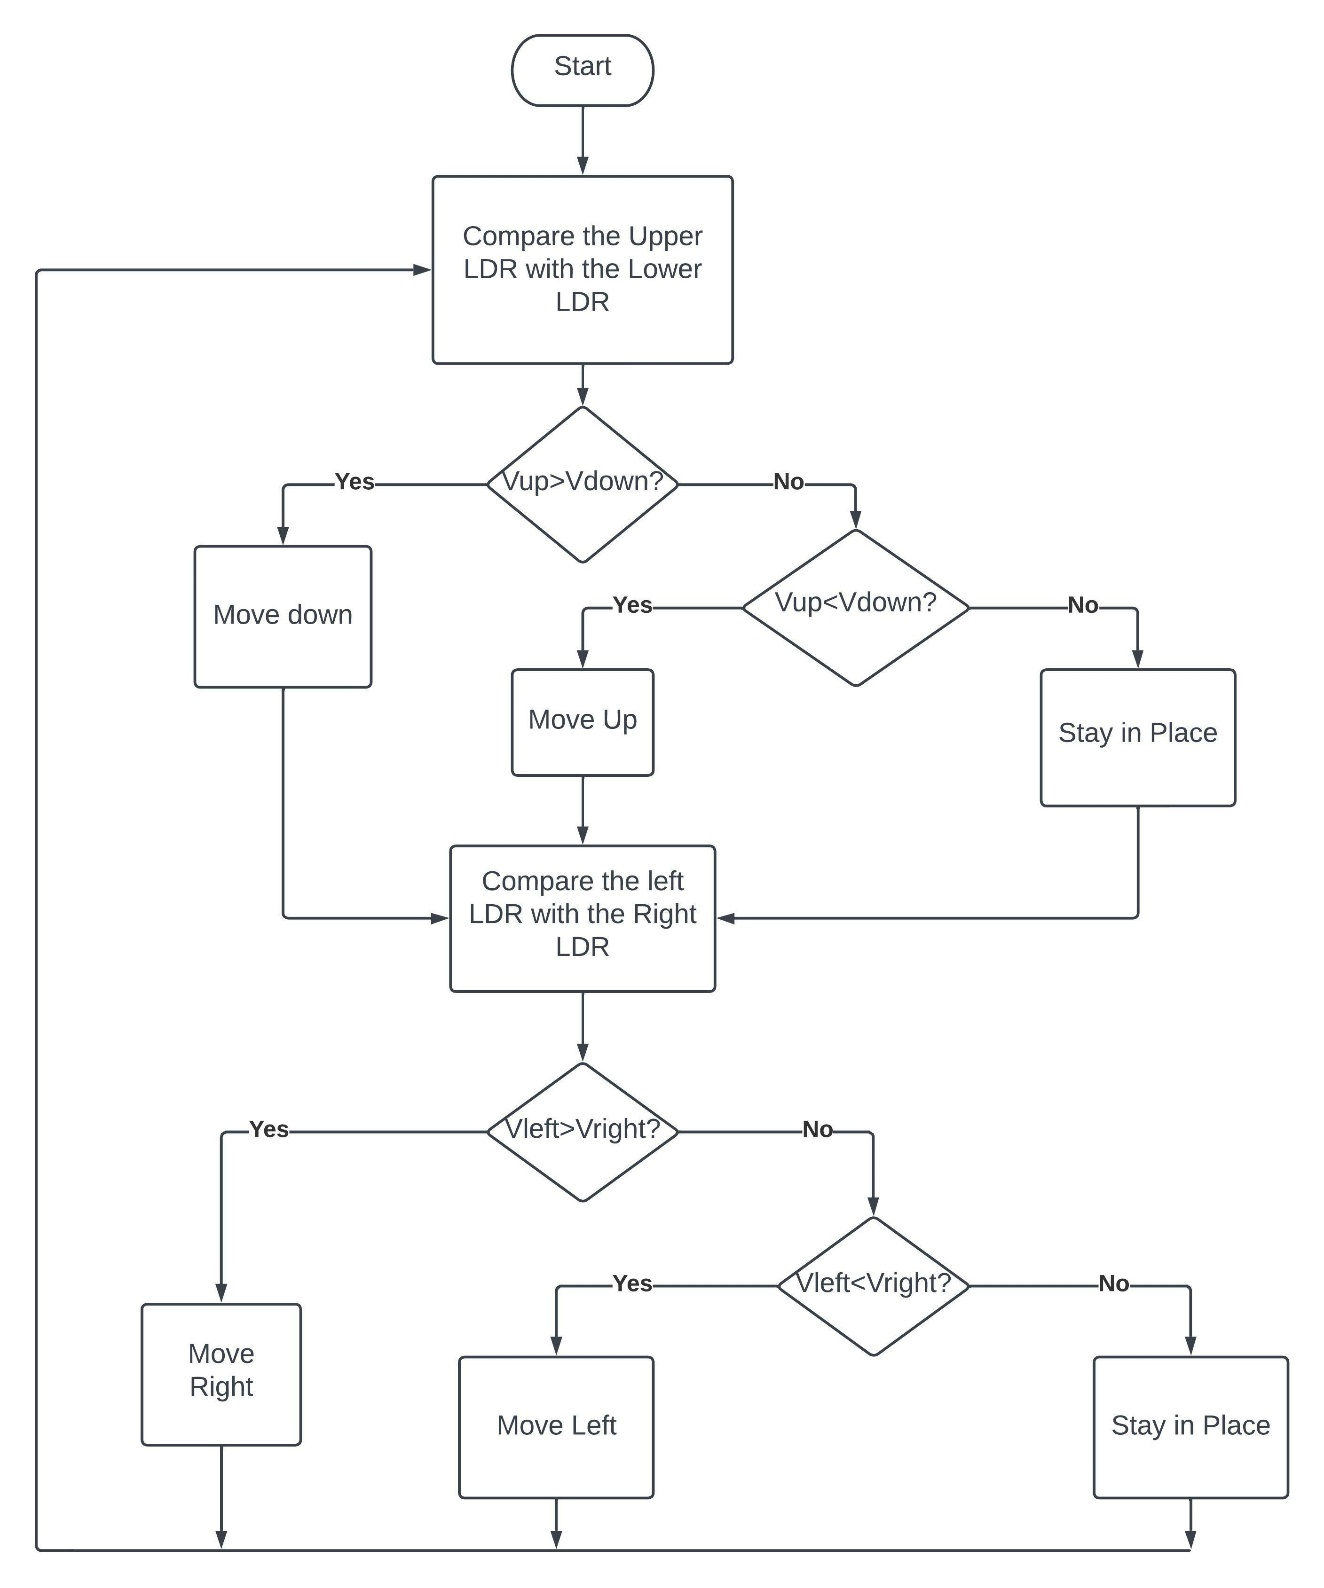 Start
Compare the Upper
LDR with the Lower
LDR
Vup>Vdown?
Yes
No
Move down
Vup<Vdown?
Yes
No
Move Up
Stay in Place
Compare the left
LDR with the Right
LDR
Vleft>Vright?
Yes
No
Vleft<Vright?
Yes
No
Move
Right
Move Left
Stay in Place